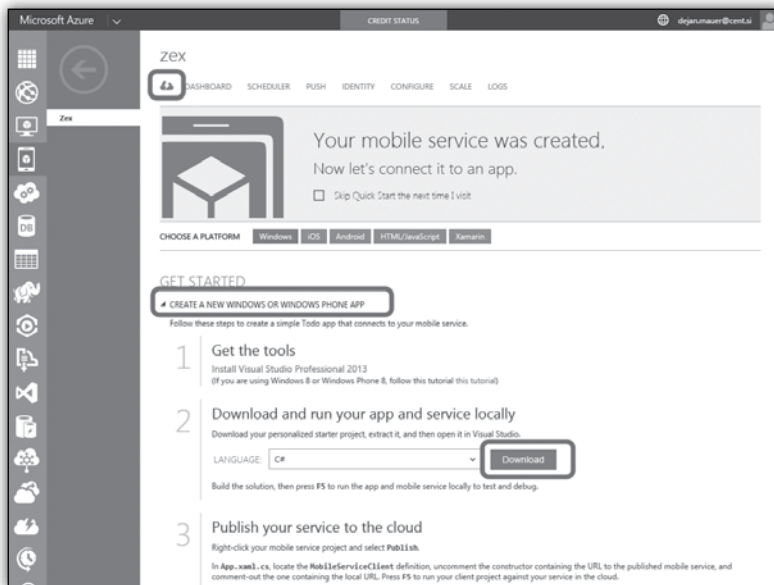 Microsoft Azure
CREDIT STATUS
dejan.mauer@cent.si
zex
DASHBOARD SCHEDULER PUSH IDENTITY CONFIGURE SCALE LOGS
Zex
Your mobile service was created.
Now let's connect it to an app.
Skip Quick Start the next time I visit
CHOOSE A PLATFORM Windows iOS Android HTML/JavaScript Xamarin
GET STARTED
CREATE A NEW WINDOWS OR WINDOWS PHONE APP
Follow these steps to create a simple Todo app that connects to your mobile service.
1 Get the tools
Install Visual Studio Professional 2013
(If you are using Windows 8 or Windows Phone 8, follow this tutorial this tutorial)
2 Download and run your app and service locally
Download your personalized starter project, extract it, and then open it in Visual Studio.
LANGUAGE: C# Download
Build the solution, then press F5 to run the app and mobile service locally to test and debug.
3 Publish your service to the cloud
Right-click your mobile service project and select Publish.
In App.xaml.cs, locate the MobileServiceClient definition, uncomment the constructor containing the URL to the published mobile service, and
comment-out the one containing the local URL. Press F5 to run your client project against your service in the cloud.
DB